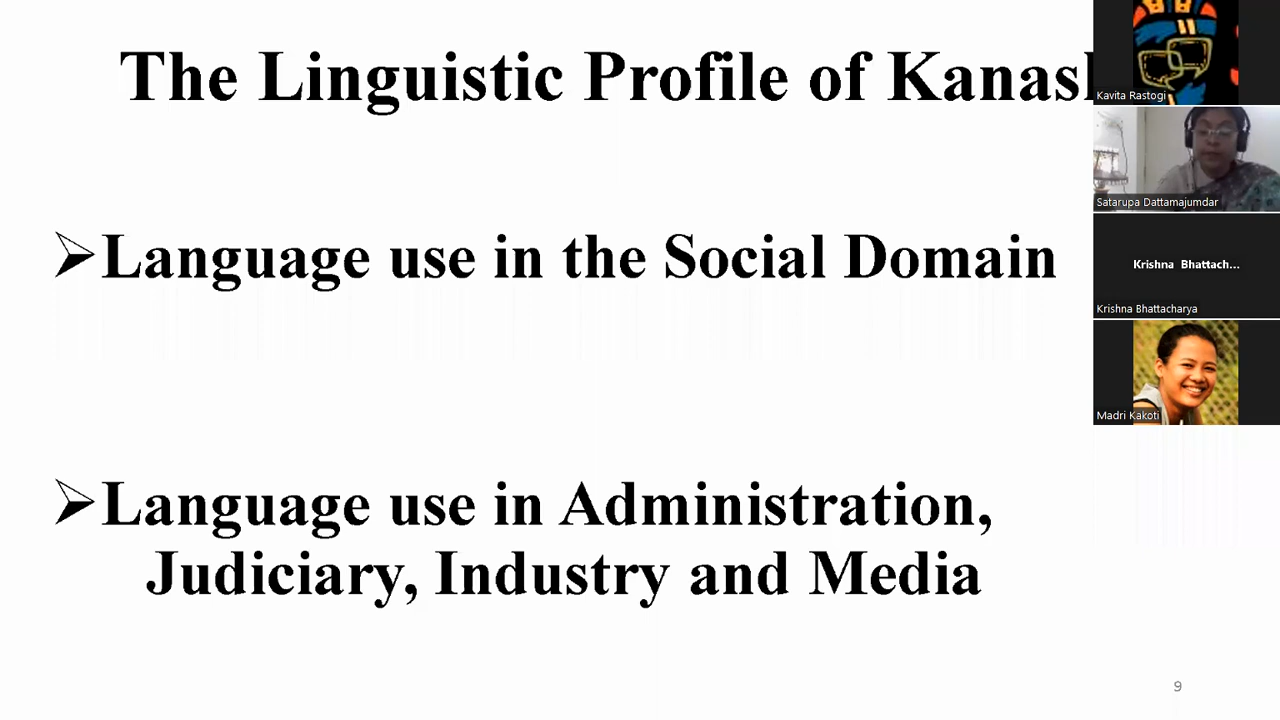 The Linguistic Profile of
Language use in the Social Domain
Language use in Administration,
Judiciary, Industry and Media
9
Kavita Rastogi
Satarupa Dattamajumdar
Krishna Bhattach...
Krishna Bhattacharya
Madri Kakoti